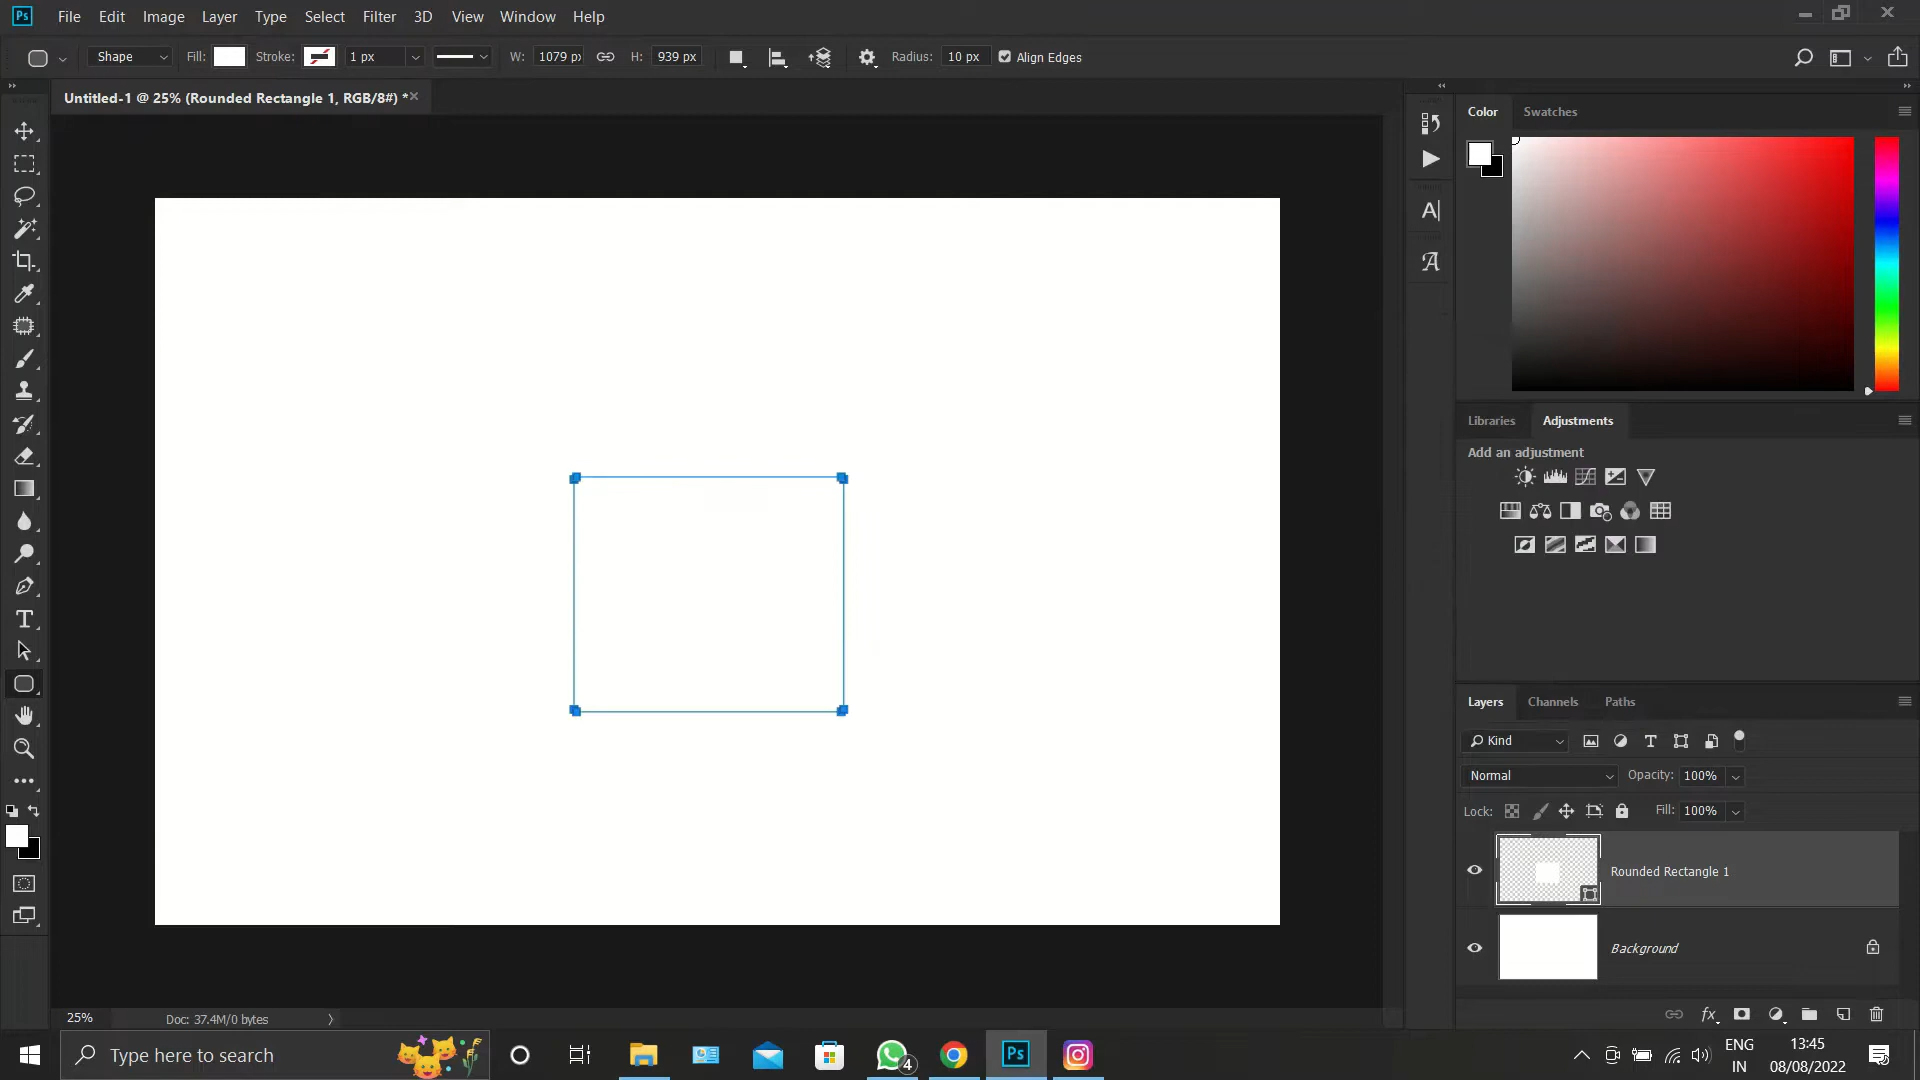 Ps File Edit Image Layer Type Select Filter 3D View Window Help
Shape Fill: Stroke: 1 px W: 1079 px H: 939 px Radius: 10 px Align Edges
Untitled-1 @ 25% (Rounded Rectangle 1, RGB/8#) *
Color Swatches
Libraries Adjustments
Add an adjustment
Layers Channels Paths
Kind
Normal Opacity: 100%
Lock: Fill: 100%
Rounded Rectangle 1
Background
25% Doc: 37.4M/0 bytes
Type here to search
4
Ps
ENG
IN
13:45
08/08/2022